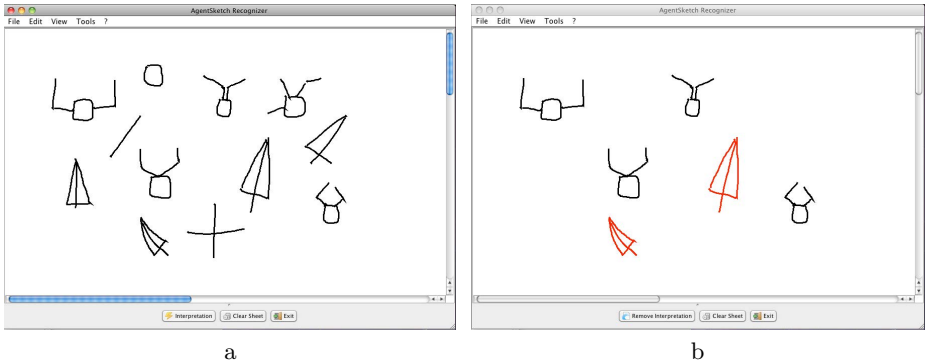 AgentSketch Recognizer
File Edit View Tools ?
Interpretation Clear Sheet Exit
a
AgentSketch Recognizer
File Edit View Tools ?
Remove Interpretation Clear Sheet Exit
b